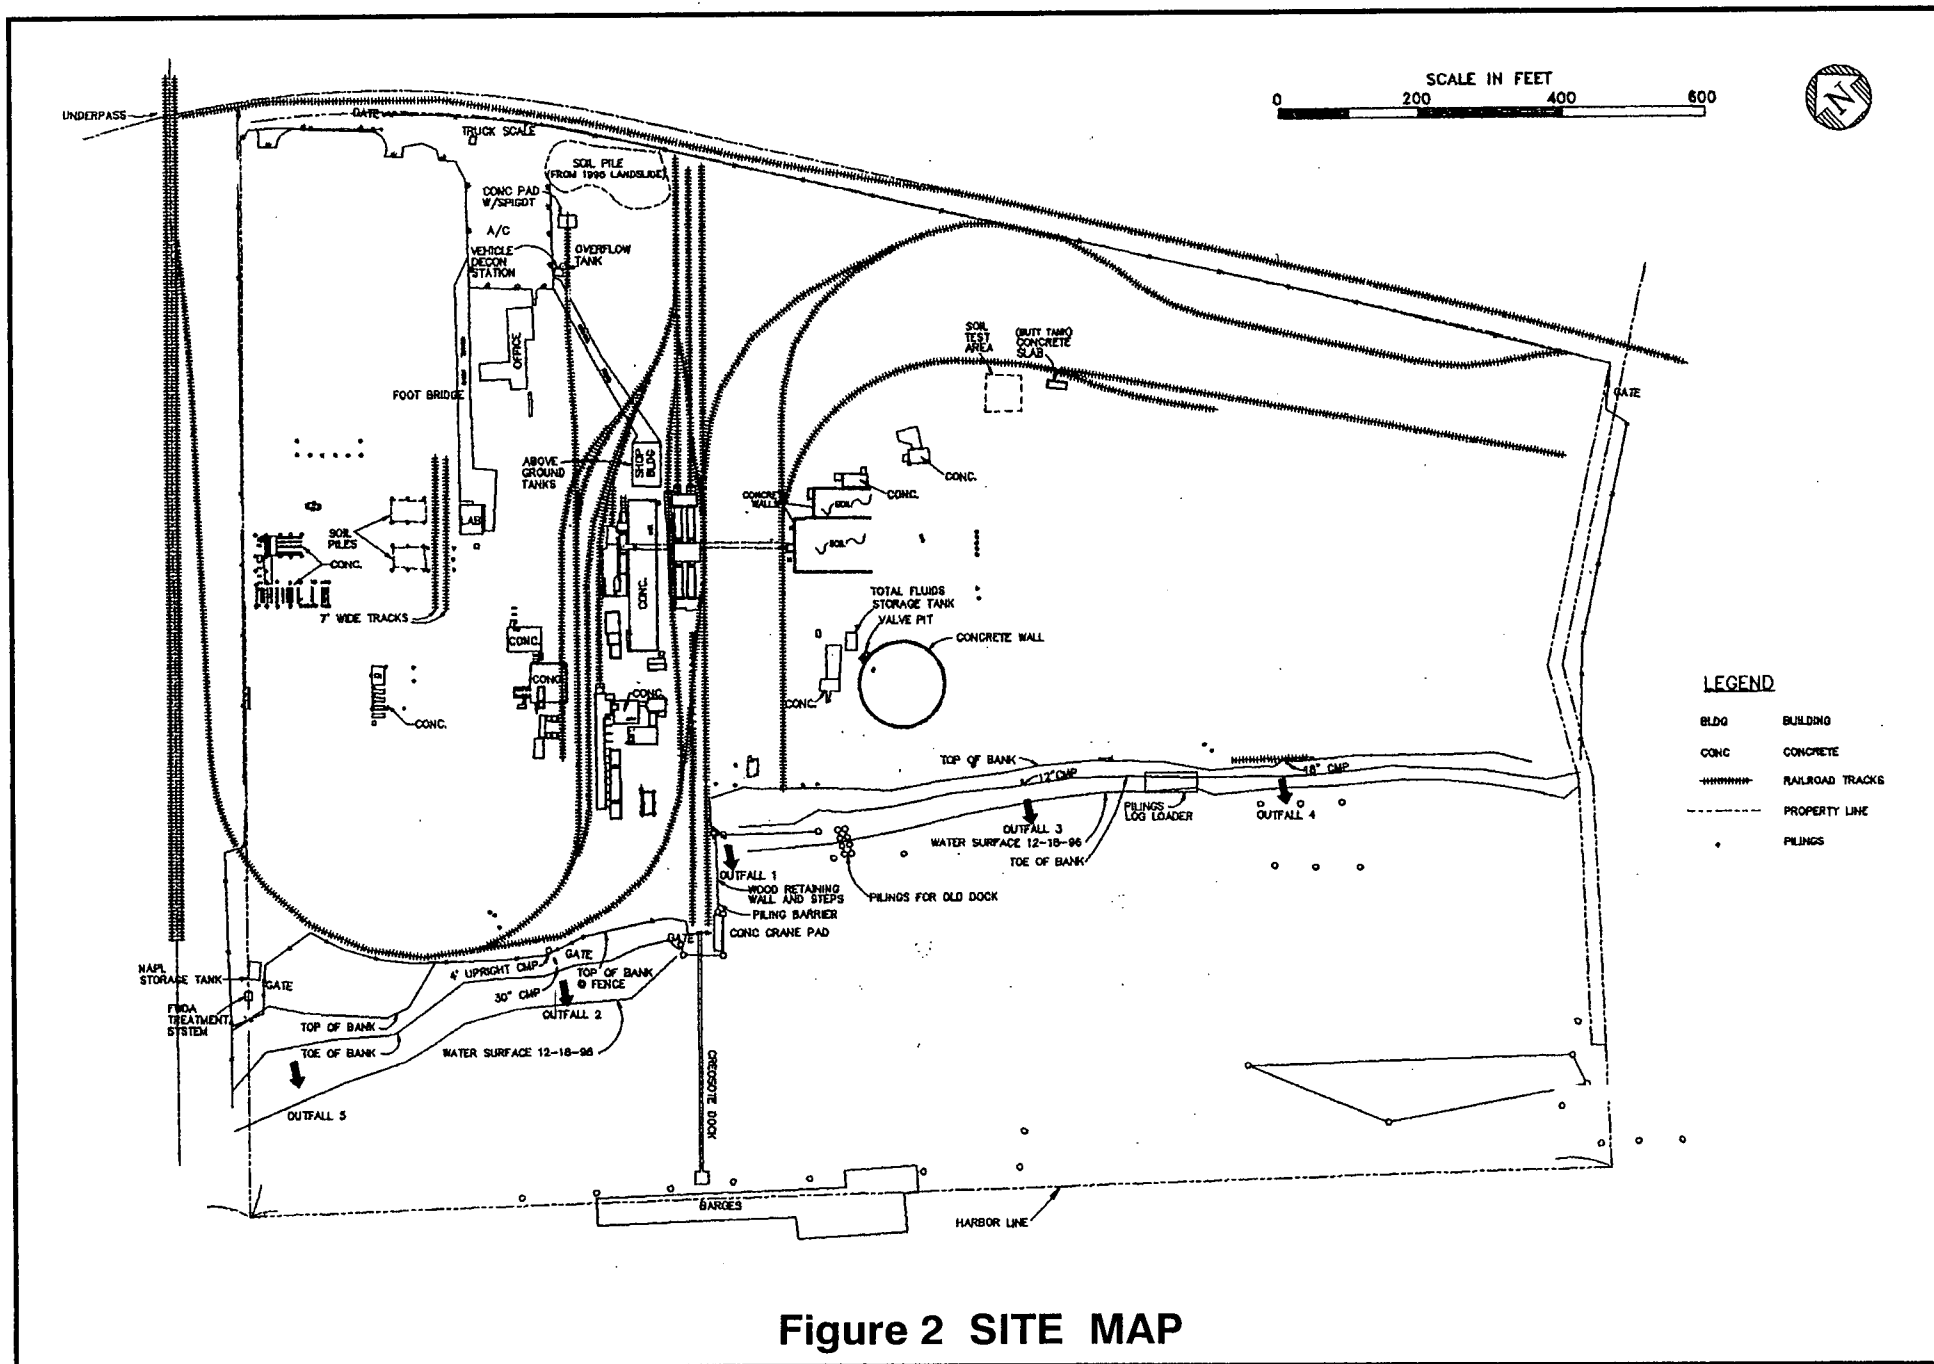 SCALE IN FEET
0 200 400 600
N
UNDERPASS
GATE
TRUCK SCALE
SOIL PILE
(FROM 1996 LANDSLIDE)
CONC PAD
W/SPIGOT
A/C
VEHICLE
DECON
STATION
OVERFLOW
TANK
OFFICE
FOOT BRIDGE
SOIL
TEST
AREA
(BUTT TANK)
CONCRETE
SLAB
GATE
ABOVE
GROUND
TANKS
SHOP
BLDG
CONC.
CONC.
CONCRETE
WALLS
SOIL
SOIL
LAB
SOIL
PILES
CONC.
CONC.
7' WIDE TRACKS
TOTAL FLUIDS
STORAGE TANK
VALVE PIT
CONCRETE WALL
CONC.
CONC.
CONC.
CONC.
CONC.
LEGEND
BLDG BUILDING
CONC CONCRETE
RAILROAD TRACKS
PROPERTY LINE
PILINGS
TOP OF BANK
12" CMP
18" CMP
PILINGS
LOG LOADER
OUTFALL 4
OUTFALL 3
WATER SURFACE 12-18-96
TOE OF BANK
OUTFALL 1
WOOD RETAINING
WALL AND STEPS
PILINGS FOR OLD DOCK
PILING BARRIER
CONC CRANE PAD
GATE
GATE
4' UPRIGHT CMP
30" CMP
TOP OF BANK
@ FENCE
OUTFALL 2
NAPL
STORAGE TANK
GATE
FWDA
TREATMENT
SYSTEM
TOP OF BANK
TOE OF BANK
WATER SURFACE 12-18-96
OUTFALL 5
CREOSOTE DOCK
BARGES
HARBOR LINE
Figure 2 SITE MAP